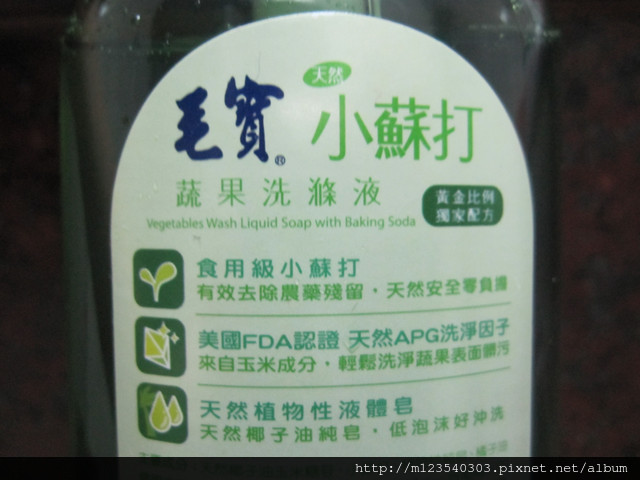 天然
毛寶® 小蘇打
蔬果洗滌液
黃金比例
獨家配方
Vegetables Wash Liquid Soap with Baking Soda
食用級小蘇打
有效去除農藥殘留，天然安全零負擔
美國FDA認證 天然APG洗淨因子
來自玉米成分，輕鬆洗淨蔬果表面髒污
天然植物性液體皂
天然椰子油純皂，低泡沫好沖洗
http://m123540303.pixnet.net/album